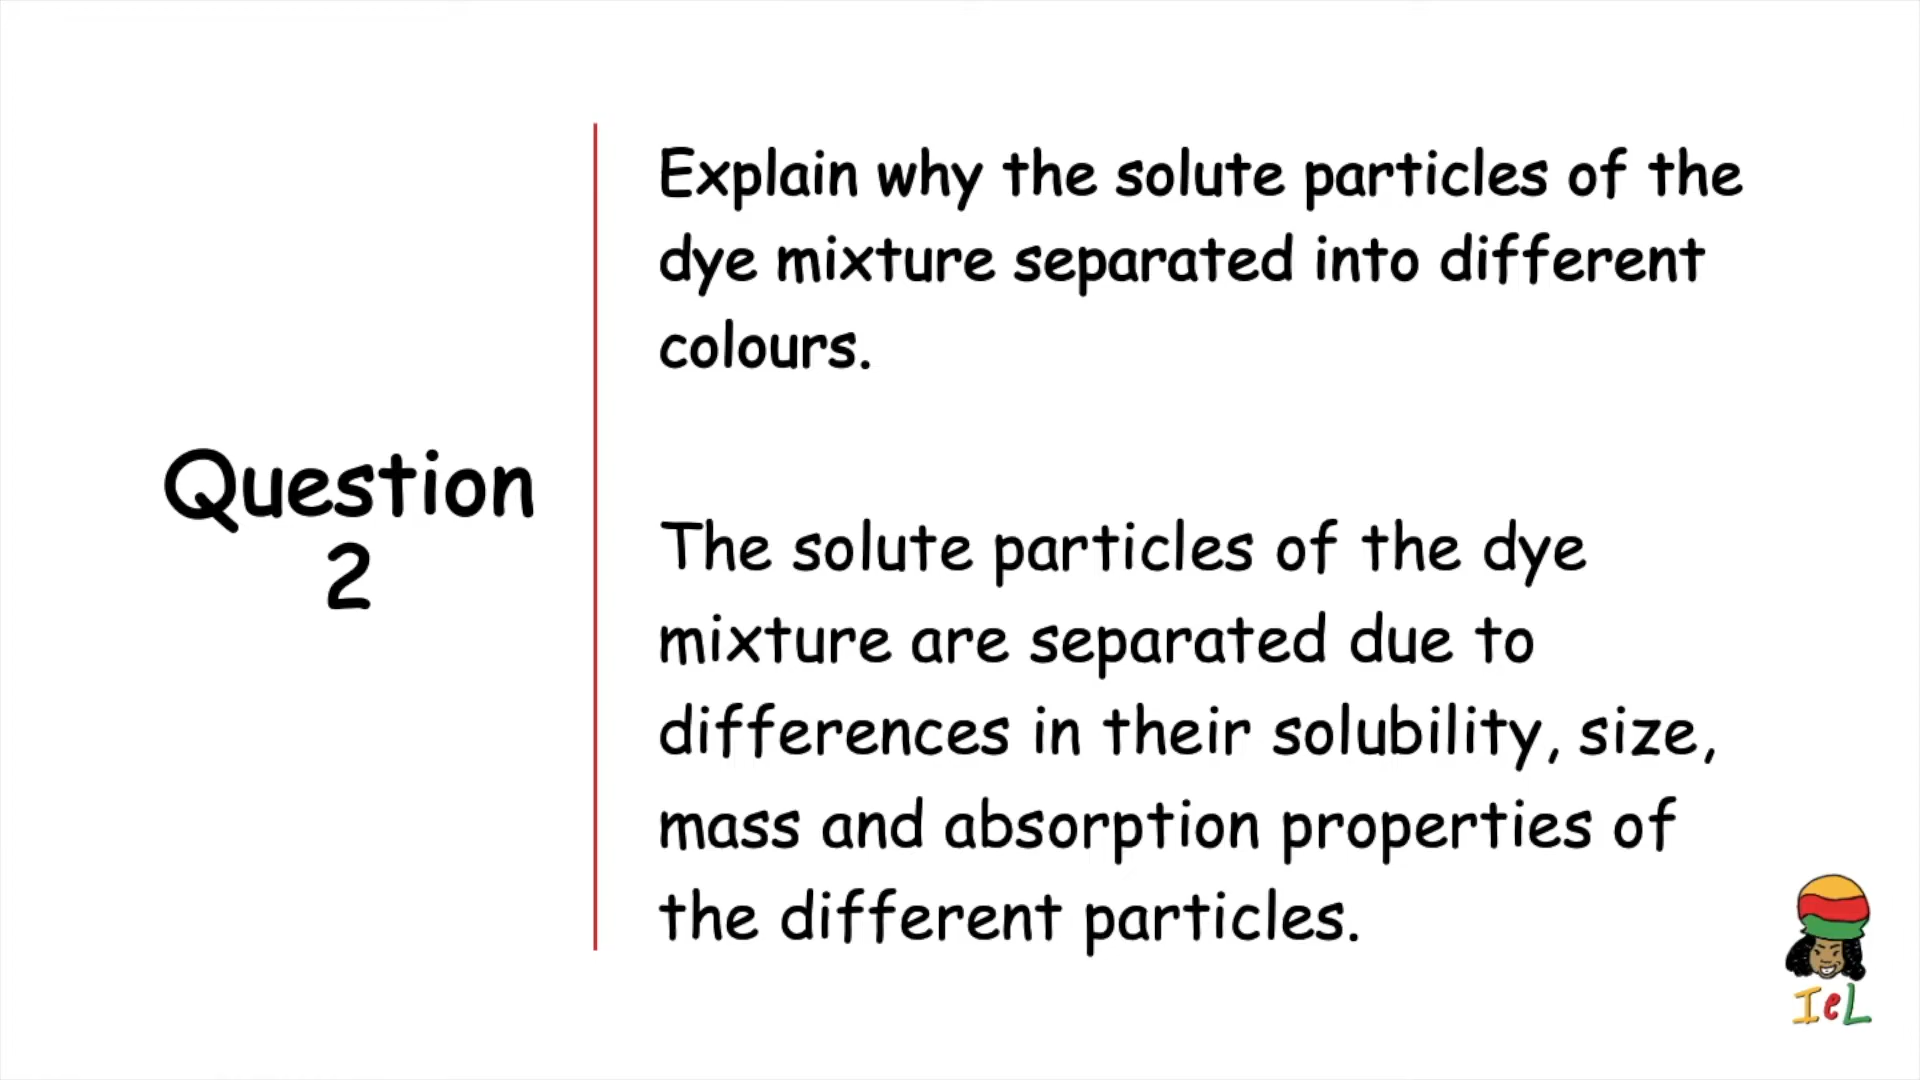 Question
2
Explain why the solute particles of the
dye mixture separated into different
colours.
The solute particles of the dye
mixture are separated due to
differences in their solubility, size,
mass and absorption properties of
the different particles.
IeL